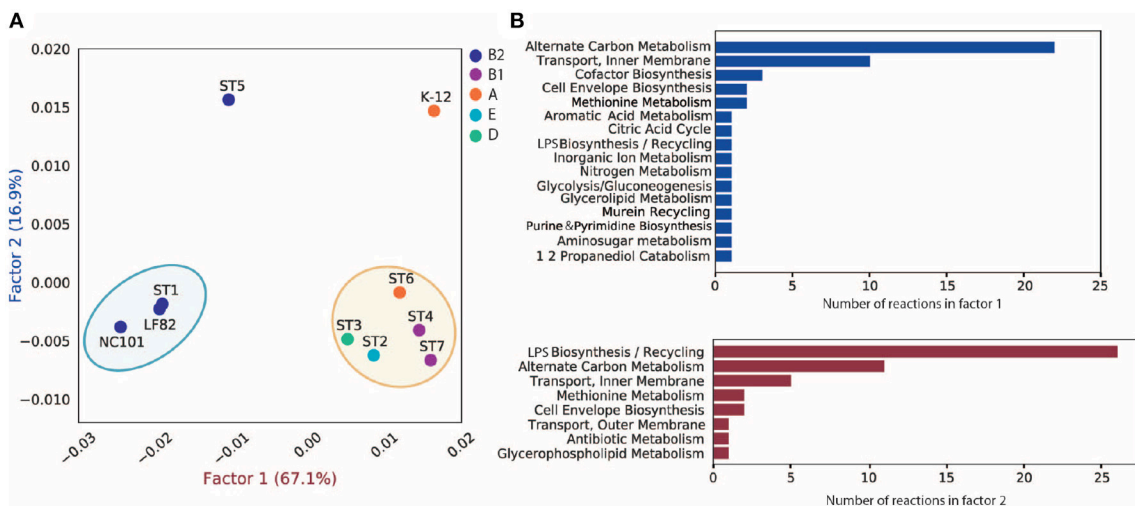 A
0.020
0.015
0.010
0.005
0.000
−0.005
−0.010
Factor 2 (16.9%)
−0.03
−0.02
−0.01
0.00
0.01
0.02
Factor 1 (67.1%)
ST5
K-12
ST1
LF82
NC101
ST6
ST4
ST3
ST2
ST7
B2
B1
A
E
D
B
Alternate Carbon Metabolism
Transport, Inner Membrane
Cofactor Biosynthesis
Cell Envelope Biosynthesis
Methionine Metabolism
Aromatic Acid Metabolism
Citric Acid Cycle
LPSBiosynthesis / Recycling
Inorganic Ion Metabolism
Nitrogen Metabolism
Glycolysis/Gluconeogenesis
Glycerolipid Metabolism
Murein Recycling
Purine &Pyrimidine Biosynthesis
Aminosugar metabolism
1 2 Propanediol Catabolism
0 5 10 15 20 25
Number of reactions in factor 1
LPS Biosynthesis / Recycling
Alternate Carbon Metabolism
Transport, Inner Membrane
Methionine Metabolism
Cell Envelope Biosynthesis
Transport, Outer Membrane
Antibiotic Metabolism
Glycerophospholipid Metabolism
0 5 10 15 20 25
Number of reactions in factor 2